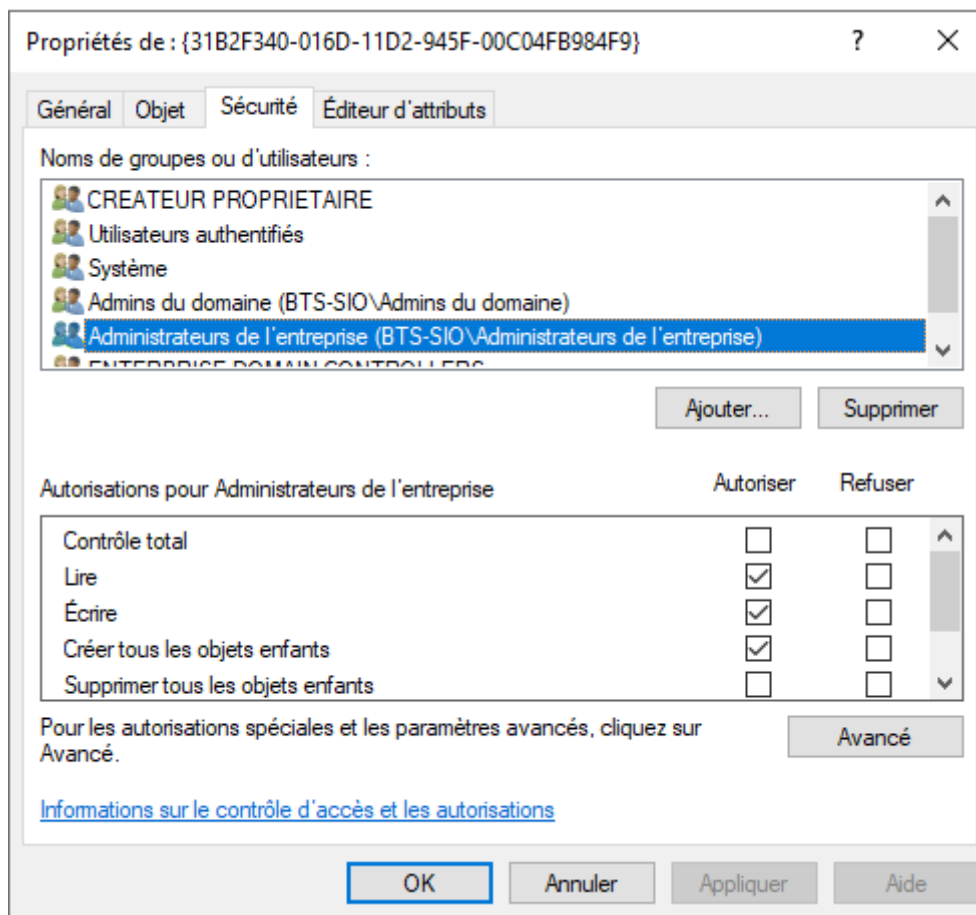 Propriétés de : {31B2F340-016D-11D2-945F-00C04FB984F9}
Général Objet Sécurité Éditeur d'attributs
Noms de groupes ou d'utilisateurs :
CREATEUR PROPRIETAIRE
Utilisateurs authentifiés
Système
Admins du domaine (BTS-SIO\Admins du domaine)
Administrateurs de l'entreprise (BTS-SIO\Administrateurs de l'entreprise)
ENTERPRISE DOMAIN CONTROLLERS
Ajouter... Supprimer
Autorisations pour Administrateurs de l'entreprise Autoriser Refuser
Contrôle total
Lire
Écrire
Créer tous les objets enfants
Supprimer tous les objets enfants
Pour les autorisations spéciales et les paramètres avancés, cliquez sur
Avancé.
Avancé
Informations sur le contrôle d'accès et les autorisations
OK Annuler Appliquer Aide